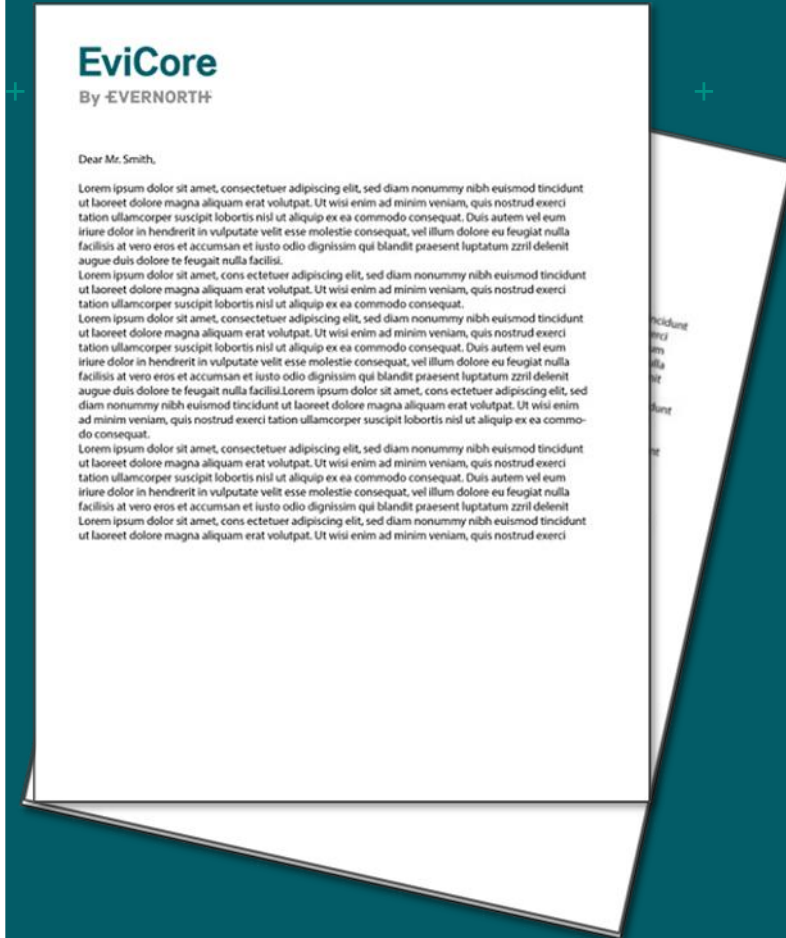 EviCore
By EVERNORTH
Dear Mr. Smith,
Lorem ipsum dolor sit amet, consectetuer adipiscing elit, sed diam nonummy nibh euismod tincidunt
ut laoreet dolore magna aliquam erat volutpat. Ut wisi enim ad minim veniam, quis nostrud exerci
tation ullamcorper suscipit lobortis nisl ut aliquip ex ea commodo consequat. Duis autem vel eum
iriure dolor in hendrerit in vulputate velit esse molestie consequat, vel illum dolore eu feugiat nulla
facilisis at vero eros et accumsan et iusto odio dignissim qui blandit praesent luptatum zzril delenit
augue duis dolore te feugait nulla facilisi.
Lorem ipsum dolor sit amet, cons ectetuer adipiscing elit, sed diam nonummy nibh euismod tincidunt
ut laoreet dolore magna aliquam erat volutpat. Ut wisi enim ad minim veniam, quis nostrud exerci
tation ullamcorper suscipit lobortis nisl ut aliquip ex ea commodo consequat.
Lorem ipsum dolor sit amet, consectetuer adipiscing elit, sed diam nonummy nibh euismod tincidunt
ut laoreet dolore magna aliquam erat volutpat. Ut wisi enim ad minim veniam, quis nostrud exerci
tation ullamcorper suscipit lobortis nisl ut aliquip ex ea commodo consequat. Duis autem vel eum
iriure dolor in hendrerit in vulputate velit esse molestie consequat, vel illum dolore eu feugiat nulla
facilisis at vero eros et accumsan et iusto odio dignissim qui blandit praesent luptatum zzril delenit
augue duis dolore te feugait nulla facilisi.Lorem ipsum dolor sit amet, cons ectetuer adipiscing elit, sed
diam nonummy nibh euismod tincidunt ut laoreet dolore magna aliquam erat volutpat. Ut wisi enim
ad minim veniam, quis nostrud exerci tation ullamcorper suscipit lobortis nisl ut aliquip ex ea commo-
do consequat.
Lorem ipsum dolor sit amet, consectetuer adipiscing elit, sed diam nonummy nibh euismod tincidunt
ut laoreet dolore magna aliquam erat volutpat. Ut wisi enim ad minim veniam, quis nostrud exerci
tation ullamcorper suscipit lobortis nisl ut aliquip ex ea commodo consequat. Duis autem vel eum
iriure dolor in hendrerit in vulputate velit esse molestie consequat, vel illum dolore eu feugiat nulla
facilisis at vero eros et accumsan et iusto odio dignissim qui blandit praesent luptatum zzril delenit
Lorem ipsum dolor sit amet, cons ectetuer adipiscing elit, sed diam nonummy nibh euismod tincidunt
ut laoreet dolore magna aliquam erat volutpat. Ut wisi enim ad minim veniam, quis nostrud exerci